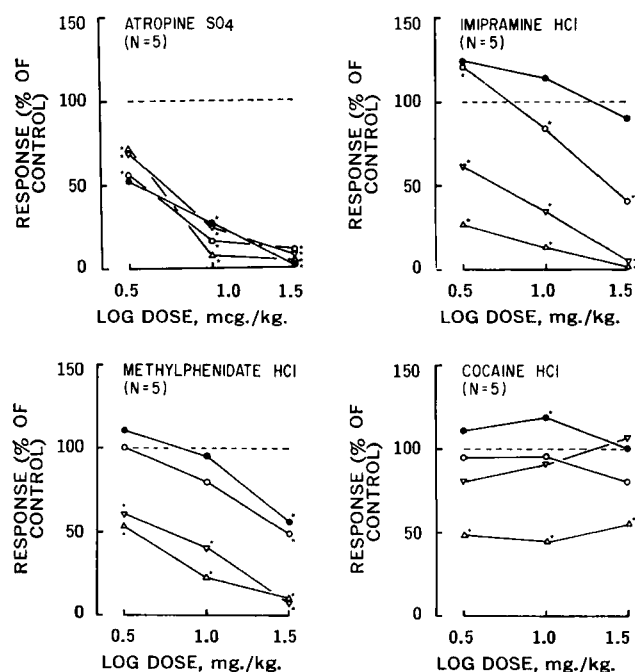 ATROPINE SO4
(N=5)
150
100
50
0
RESPONSE (% OF
CONTROL)
0.5 1.0 1.5
LOG DOSE, mcg./kg.
IMIPRAMINE HCl
(N=5)
150
100
50
0
RESPONSE (% OF
CONTROL)
0.5 1.0 1.5
LOG DOSE, mg./kg.
METHYLPHENIDATE HCl
(N=5)
150
100
50
0
RESPONSE (% OF
CONTROL)
0.5 1.0 1.5
LOG DOSE, mg./kg.
COCAINE HCl
(N=5)
150
100
50
0
RESPONSE (% OF
CONTROL)
0.5 1.0 1.5
LOG DOSE, mg./kg.